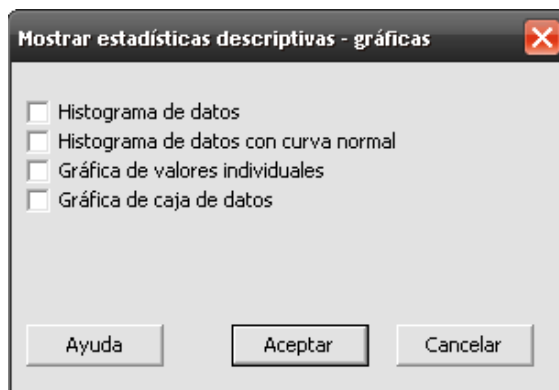 Mostrar estadísticas descriptivas - gráficas
Histograma de datos
Histograma de datos con curva normal
Gráfica de valores individuales
Gráfica de caja de datos
Ayuda Aceptar Cancelar